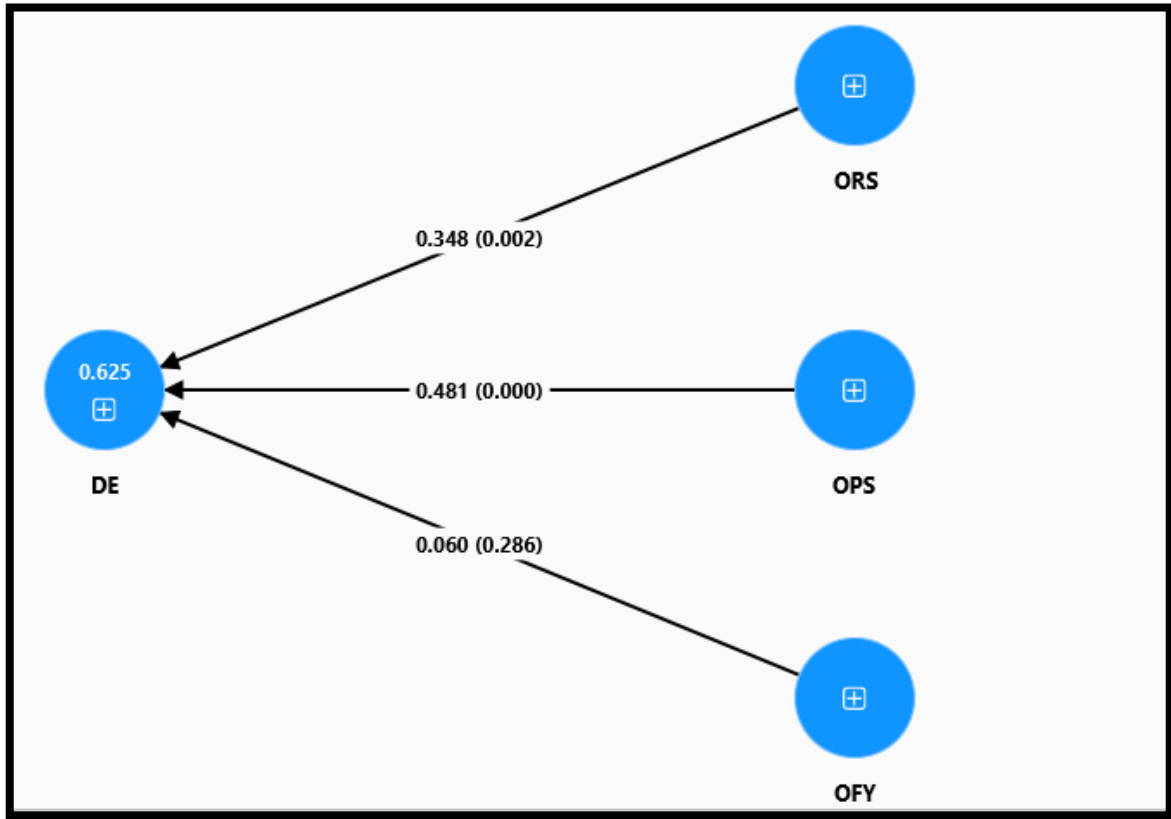 ORS
0.348 (0.002)
0.625
0.481 (0.000)
DE
OPS
0.060 (0.286)
OFY